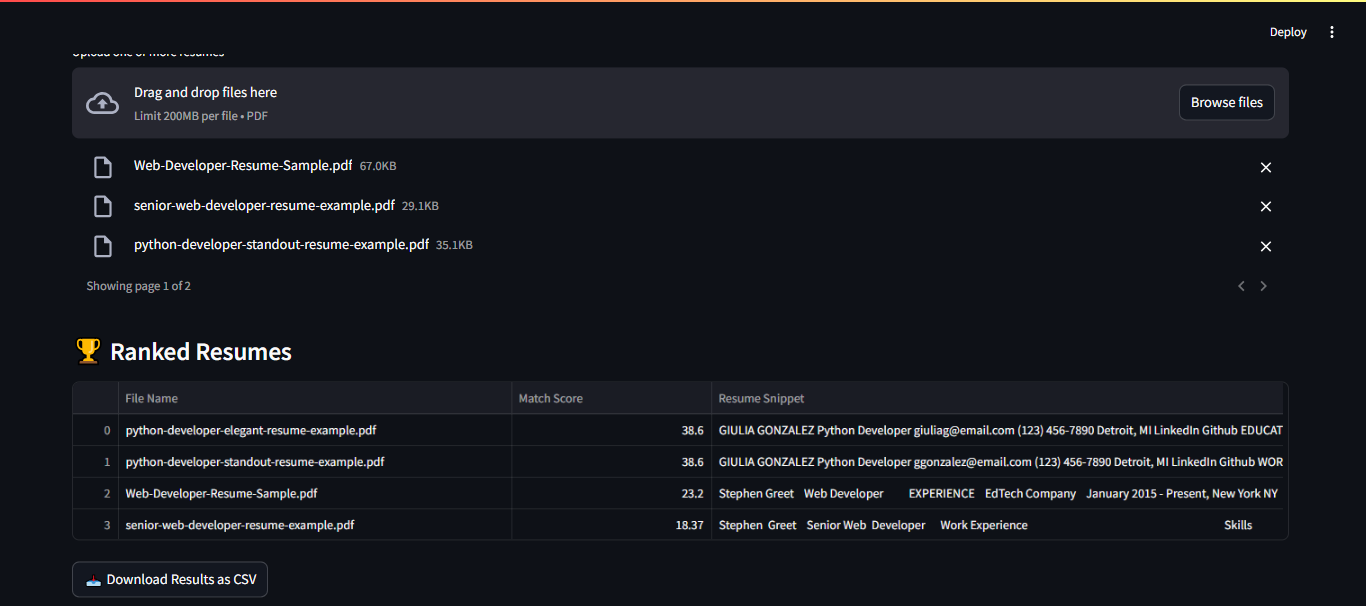 Deploy
Upload one or more resumes
Drag and drop files here
Limit 200MB per file • PDF
Browse files
Web-Developer-Resume-Sample.pdf 67.0KB
senior-web-developer-resume-example.pdf 29.1KB
python-developer-standout-resume-example.pdf 35.1KB
Showing page 1 of 2
Ranked Resumes
File Name Match Score Resume Snippet
0 python-developer-elegant-resume-example.pdf 38.6 GIULIA GONZALEZ Python Developer giuliag@email.com (123) 456-7890 Detroit, MI LinkedIn Github EDUCAT
1 python-developer-standout-resume-example.pdf 38.6 GIULIA GONZALEZ Python Developer ggonzalez@email.com (123) 456-7890 Detroit, MI LinkedIn Github WOR
2 Web-Developer-Resume-Sample.pdf 23.2 Stephen Greet Web Developer EXPERIENCE EdTech Company January 2015 - Present, New York NY
3 senior-web-developer-resume-example.pdf 18.37 Stephen Greet Senior Web Developer Work Experience Skills
Download Results as CSV